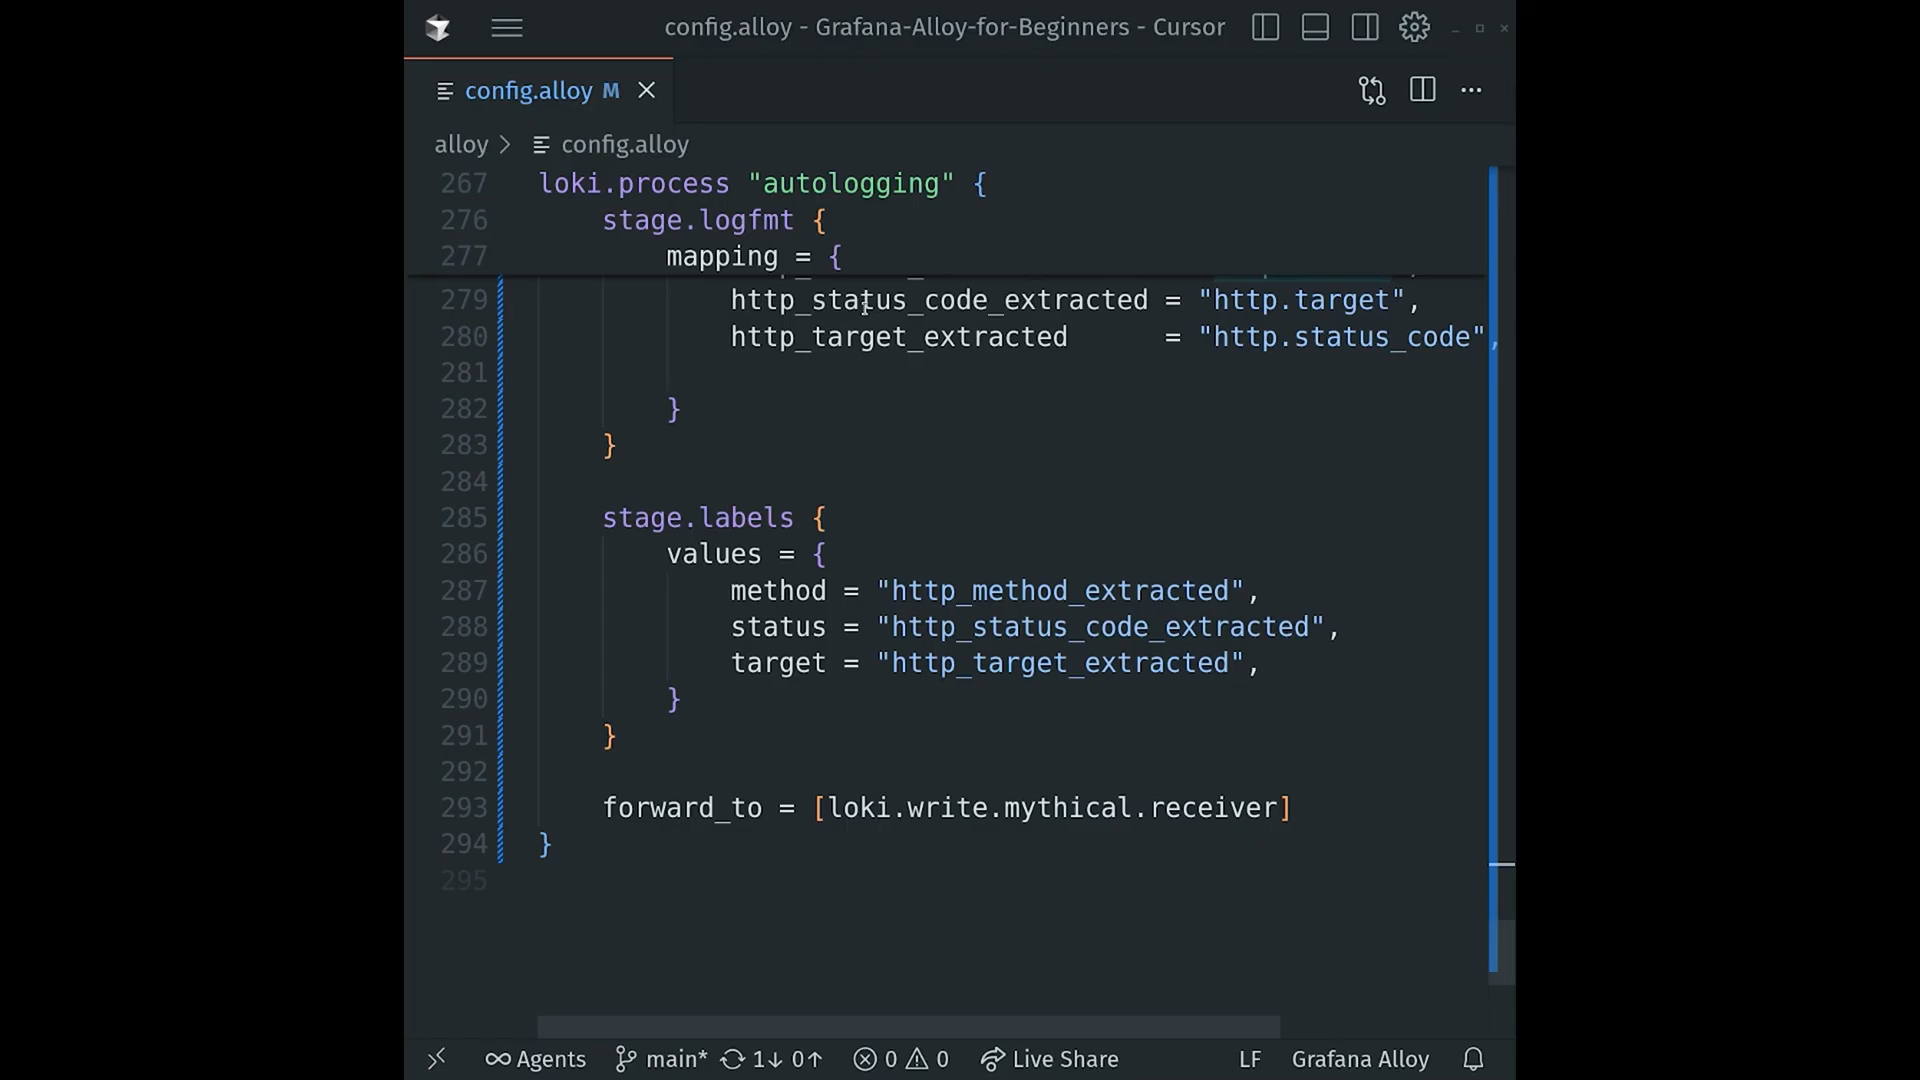 config.alloy - Grafana-Alloy-for-Beginners - Cursor
config.alloy M
alloy > config.alloy
267 loki.process "autologging" {
276 stage.logfmt {
277 mapping = {
279 http_status_code_extracted = "http.target",
280 http_target_extracted = "http.status_code",
281
282 }
283 }
284
285 stage.labels {
286 values = {
287 method = "http_method_extracted",
288 status = "http_status_code_extracted",
289 target = "http_target_extracted",
290 }
291 }
292
293 forward_to = [loki.write.mythical.receiver]
294 }
295
Agents main* 1↓ 0↑ 0 0 Live Share LF Grafana Alloy